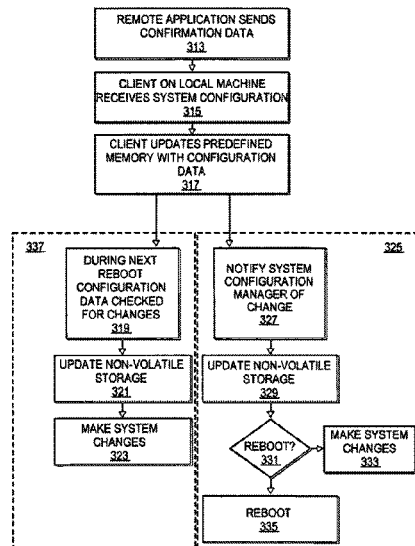 REMOTE APPLICATION SENDS
CONFIRMATION DATA
313
CLIENT ON LOCAL MACHINE
RECEIVES SYSTEM CONFIGURATION
315
CLIENT UPDATES PREDEFINED
MEMORY WITH CONFIGURATION
DATA
317
337
DURING NEXT
REBOOT
CONFIGURATION
DATA CHECKED
FOR CHANGES
319
UPDATE NON-VOLATILE
STORAGE
321
MAKE SYSTEM
CHANGES
323
325
NOTIFY SYSTEM
CONFIGURATION
MANAGER OF
CHANGE
327
UPDATE NON-VOLATILE
STORAGE
329
REBOOT?
331
MAKE SYSTEM
CHANGES
333
REBOOT
335